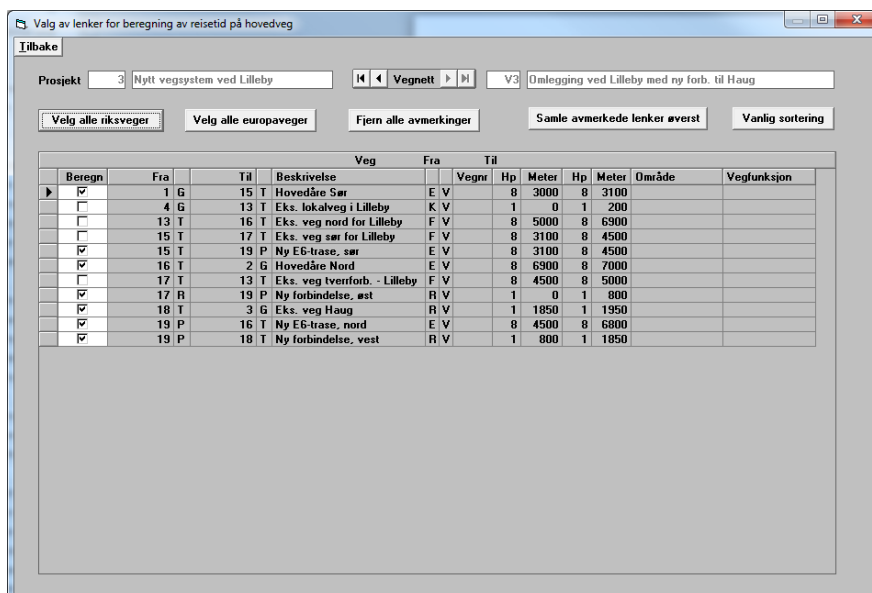 Valg av lenker for beregning av reisetid på hovedveg
Tilbake
Prosjekt 3 Nytt vegsystem ved Lilleby Vegnett V3 Omlegging ved Lilleby med ny forb. til Haug
Velg alle riksveger Velg alle europaveger Fjern alle avmerkinger Samle avmerkede lenker øverst Vanlig sortering
Veg Fra Til
Beregn Fra Til Beskrivelse Vegnr Hp Meter Hp Meter Område Vegfunksjon
1 G 15 T Hovedåre Sør E V 8 3000 8 3100
4 G 13 T Eks. lokalveg i Lilleby K V 1 0 1 200
13 T 16 T Eks. veg nord for Lilleby F V 8 5000 8 6900
15 T 17 T Eks. veg sør for Lilleby F V 8 3100 8 4500
15 T 19 P Ny E6-trase, sør E V 8 3100 8 4500
16 T 2 G Hovedåre Nord E V 8 6900 8 7000
17 T 13 T Eks. veg tverrforb. - Lilleby F V 8 4500 8 5000
17 R 19 P Ny forbindelse, øst R V 1 0 1 800
18 T 3 G Eks. veg Haug R V 1 1850 1 1950
19 P 16 T Ny E6-trase, nord E V 8 4500 8 6800
19 P 18 T Ny forbindelse, vest R V 1 800 1 1850